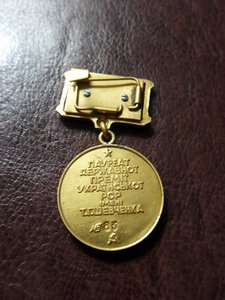 ЛАУРЕАТ
ДЕРЖАВНОЇ
ПРЕМІЇ
УКРАЇНСЬКОЇ
РСР
ІМЕНІ
Т.Г.ШЕВЧЕНКА
№ 86